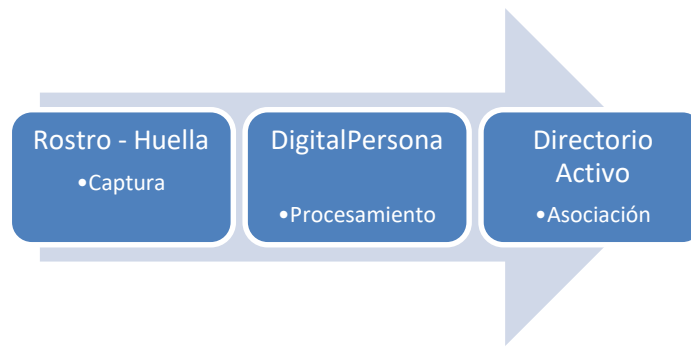 Rostro - Huella
•Captura
DigitalPersona
•Procesamiento
Directorio
Activo
•Asociación